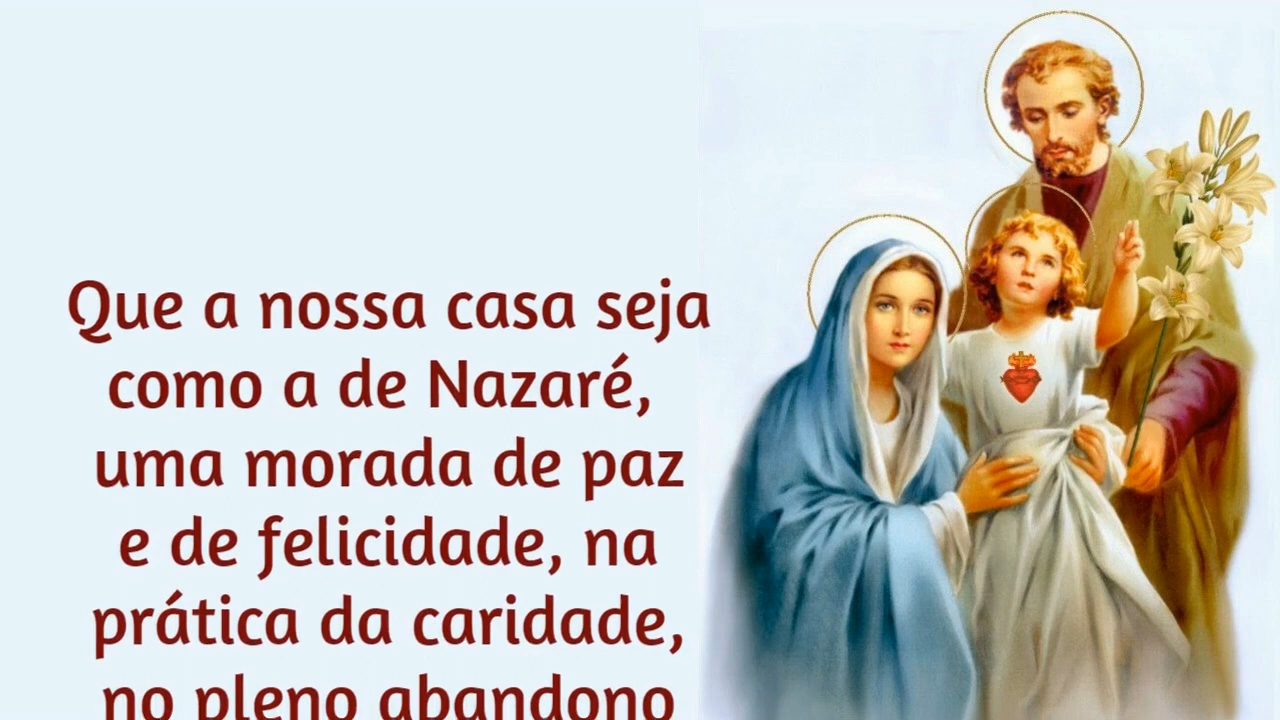 Que a nossa casa seja
como a de Nazaré,
uma morada de paz
e de felicidade, na
prática da caridade,
no pleno abandono